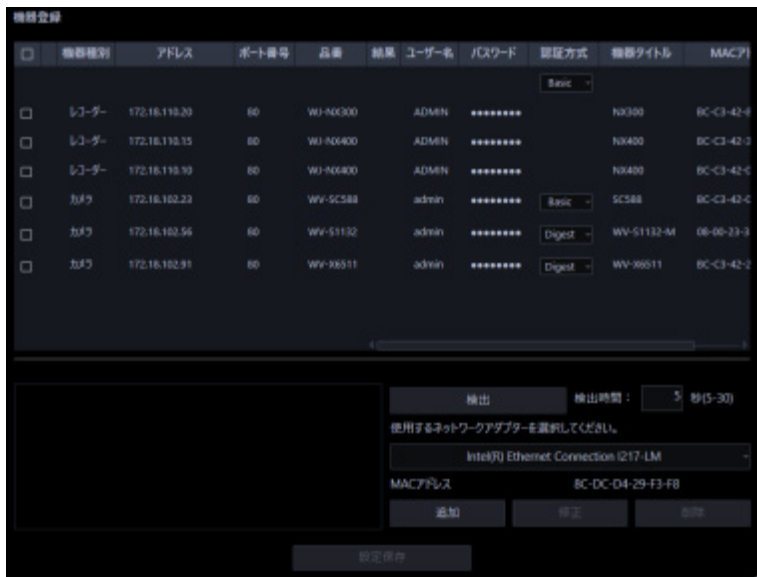 機器登録
機器種別 アドレス ポート番号 品番 結果 ユーザー名 パスワード 認証方式 機器タイトル MACア
Basic
レコーダー 172.18.110.20 80 WJ-NX300 ADMIN ******** NX300 BC-C3-42-
レコーダー 172.18.110.15 80 WJ-NX400 ADMIN ******** NX400 BC-C3-42-
レコーダー 172.18.110.10 80 WJ-NX400 ADMIN ******** NX400 BC-C3-42-
カメラ 172.18.102.23 80 WV-SC588 admin ******** Basic SC588 BC-C3-42-
カメラ 172.18.102.56 80 WV-S1132 admin ******** Digest WV-S1132-M 08-00-23-3
カメラ 172.18.102.91 80 WV-X6511 admin ******** Digest WV-X6511 BC-C3-42-2
検出 検出時間： 5 秒(5-30)
使用するネットワークアダプターを選択してください。
Intel(R) Ethernet Connection I217-LM
MACアドレス 8C-DC-D4-29-F3-F8
追加 修正 削除
設定保存